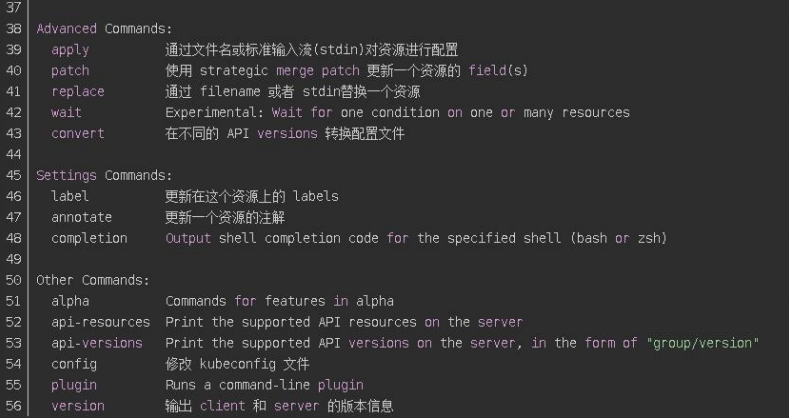 37
38 Advanced Commands:
39   apply          通过文件名或标准输入流(stdin)对资源进行配置
40   patch          使用 strategic merge patch 更新一个资源的 field(s)
41   replace        通过 filename 或者 stdin替换一个资源
42   wait           Experimental: Wait for one condition on one or many resources
43   convert        在不同的 API versions 转换配置文件
44
45 Settings Commands:
46   label          更新在这个资源上的 labels
47   annotate       更新一个资源的注解
48   completion     Output shell completion code for the specified shell (bash or zsh)
49
50 Other Commands:
51   alpha          Commands for features in alpha
52   api-resources  Print the supported API resources on the server
53   api-versions   Print the supported API versions on the server, in the form of "group/version"
54   config         修改 kubeconfig 文件
55   plugin         Runs a command-line plugin
56   version        输出 client 和 server 的版本信息